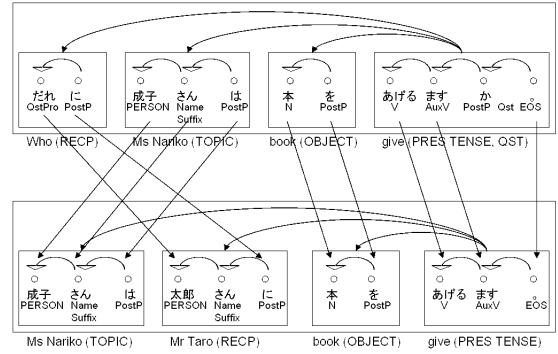 だれ に 成子 さん は 本 を あげる ます か 。
QstPro PostP PERSON Name PostP N PostP V AuxV PostP Qst EOS
Suffix
Who (RECP) Ms Nariko (TOPIC) book (OBJECT) give (PRES TENSE, QST)
成子 さん は 太郎 さん に 本 を あげる ます 。
PERSON Name PostP PERSON Name PostP N PostP V AuxV EOS
Suffix Suffix
Ms Nariko (TOPIC) Mr Taro (RECP) book (OBJECT) give (PRES TENSE)